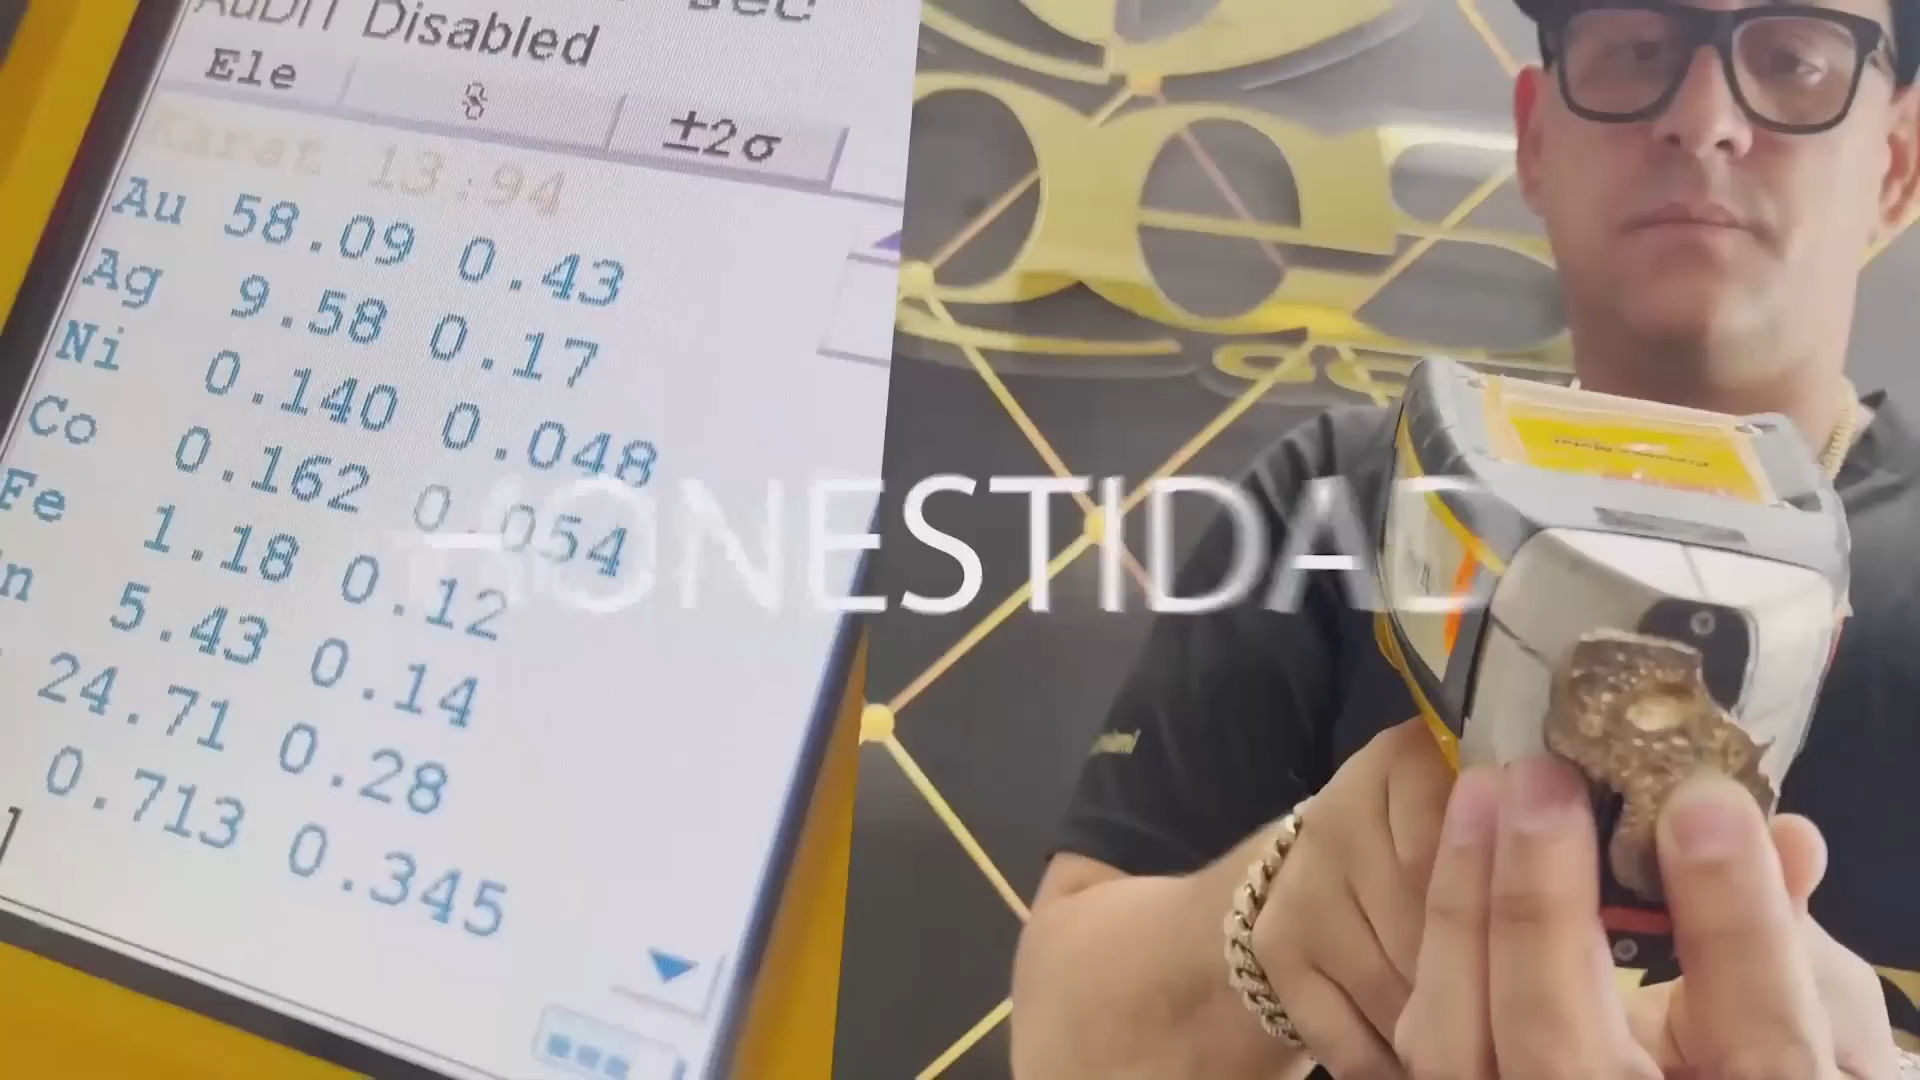 sec
AuDIT Disabled
Ele % ±2σ
Karat 13.94
Au 58.09 0.43
Ag 9.58 0.17
Ni 0.140 0.048
Co 0.162 0.054
Fe 1.18 0.12
n 5.43 0.14
24.71 0.28
0.713 0.345
HONESTIDAD